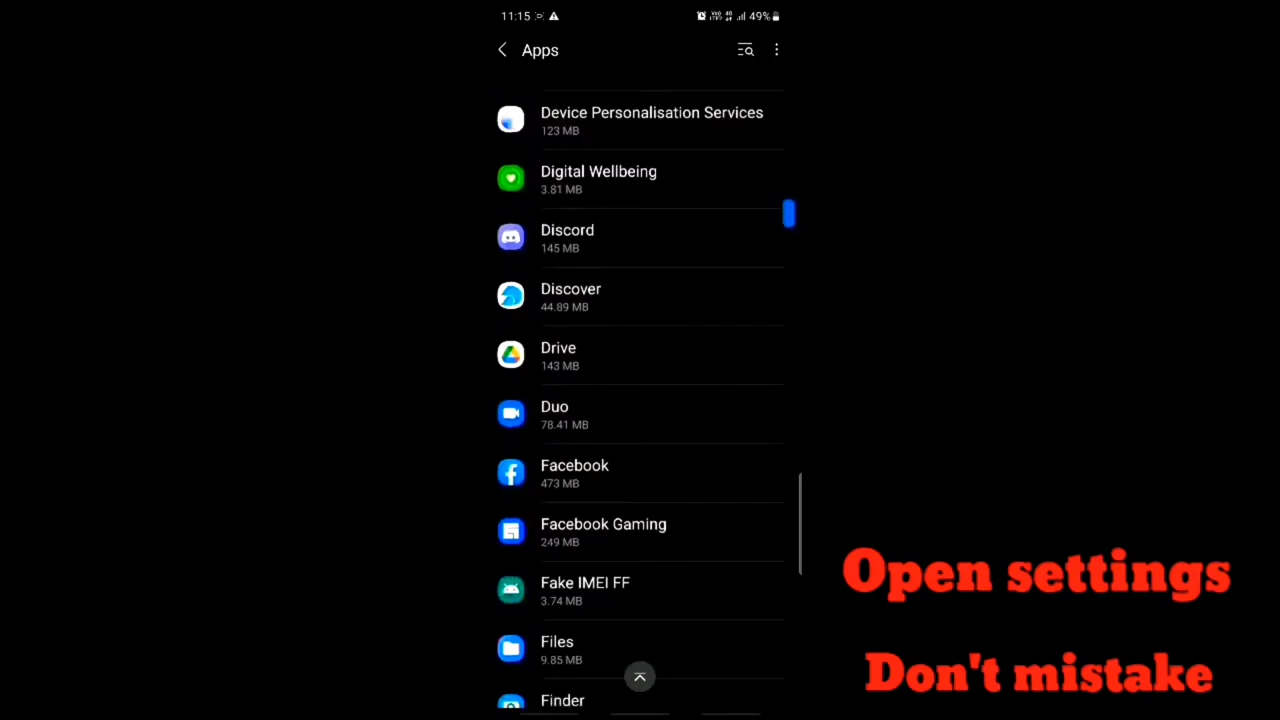 11:15 49%
Apps
Device Personalisation Services
123 MB
Digital Wellbeing
3.81 MB
Discord
145 MB
Discover
44.89 MB
Drive
143 MB
Duo
78.41 MB
Facebook
473 MB
Facebook Gaming
249 MB
Fake IMEI FF
3.74 MB
Files
9.85 MB
Finder
Open settings
Don't mistake